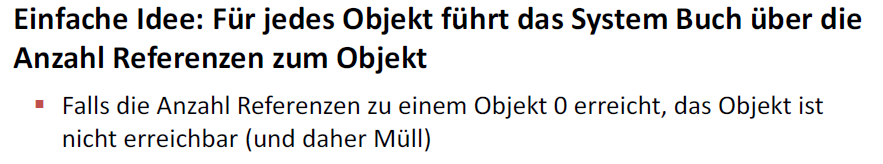 Einfache Idee: Für jedes Objekt führt das System Buch über die
Anzahl Referenzen zum Objekt
▪ Falls die Anzahl Referenzen zu einem Objekt 0 erreicht, das Objekt ist
nicht erreichbar (und daher Müll)